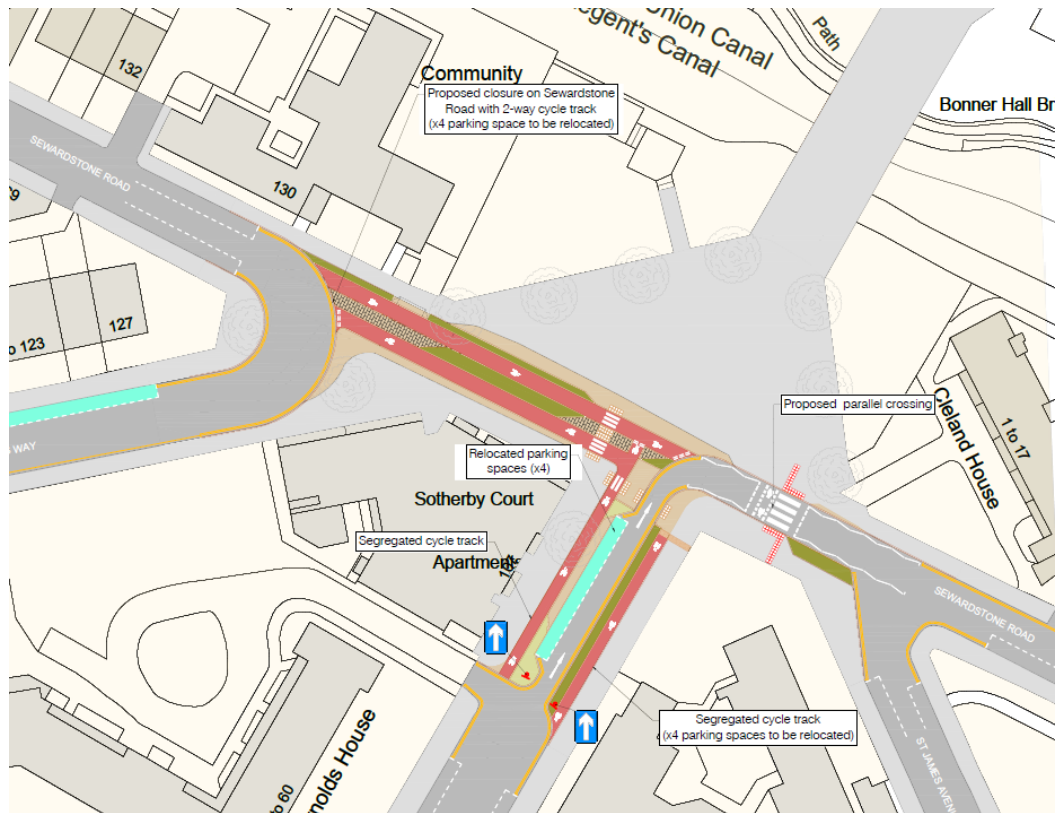 Union Canal
Regent's Canal
Path
132
Community
Proposed closure on Sewardstone
Road with 2-way cycle track
(x4 parking space to be relocated)
Bonner Hall Br
SEWARDSTONE ROAD
130
127
Cleland House
1 to 17
Proposed parallel crossing
WAY
Relocated parking
spaces (x4)
Sotherby Court
Segregated cycle track
Apartments
SEWARDSTONE ROAD
Segregated cycle track
(x4 parking spaces to be relocated)
nolds House
to 60
ST JAMES AVENU